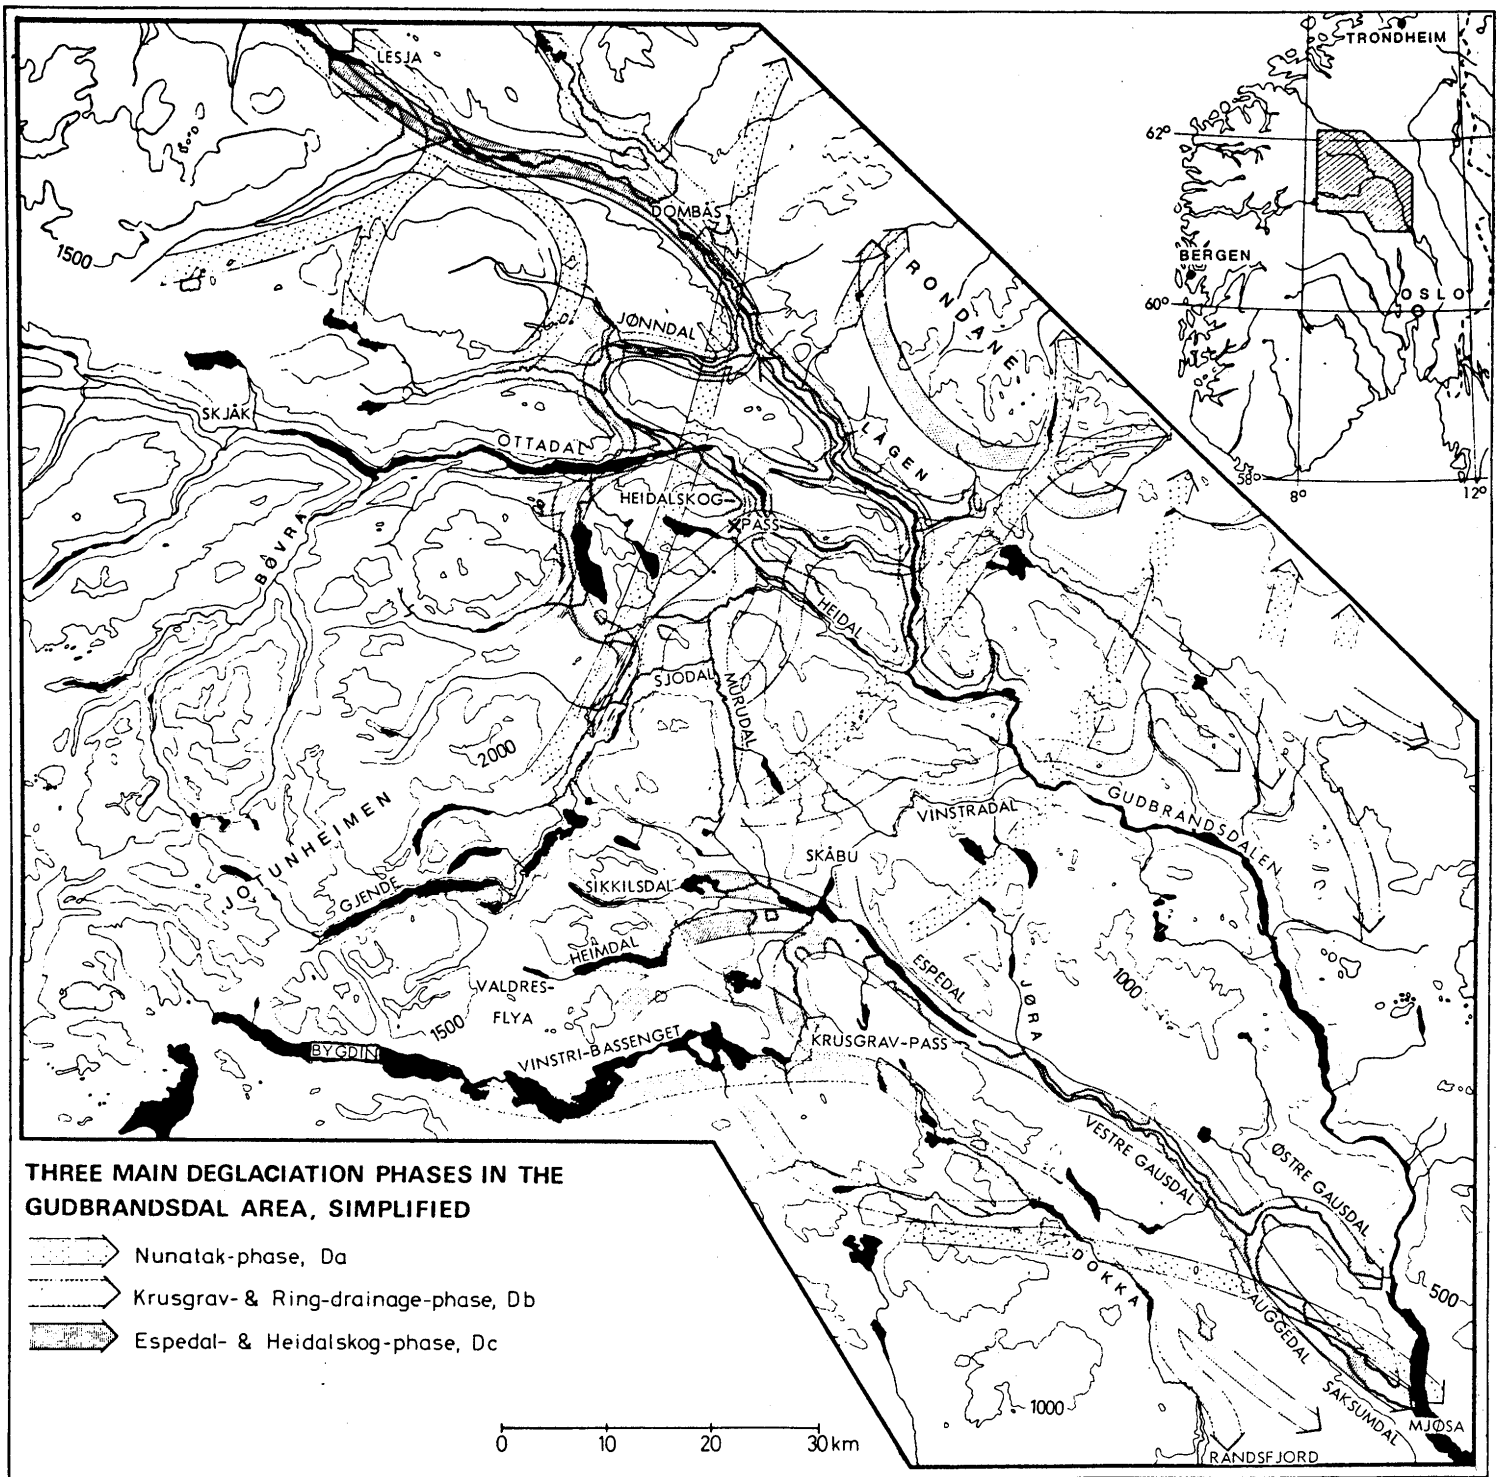 LESJA
TRONDHEIM
62°
DOMBÅS
1500
BERGEN
RONDANE
OSLO
60°
JØNNDAL
SKJÅK
OTTADAL
LÅGEN
58°
8°
12°
HEIDALSKOG-
PASS
BØVRA
HEIDAL
SJODAL
MURUDAL
2000
JOTUNHEIMEN
VINSTRADAL
GUDBRANDSDALEN
SKÅBU
GJENDE
SIKKILSDAL
HEIMDAL
ESPEDAL
VALDRES-
FLYA
1500
JØRA
1000
BYGDIN
VINSTRI-BASSENGET
KRUSGRAV-PASS
VESTRE GAUSDAL
ØSTRE GAUSDAL
THREE MAIN DEGLACIATION PHASES IN THE
GUDBRANDSDAL AREA, SIMPLIFIED
Nunatak-phase, Da
Krusgrav- & Ring-drainage-phase, Db
Espedal- & Heidalskog-phase, Dc
DOKKA
500
AUGGEDAL
SAKSUMDAL
1000
MJØSA
RANDSFJORD
0 10 20 30 km